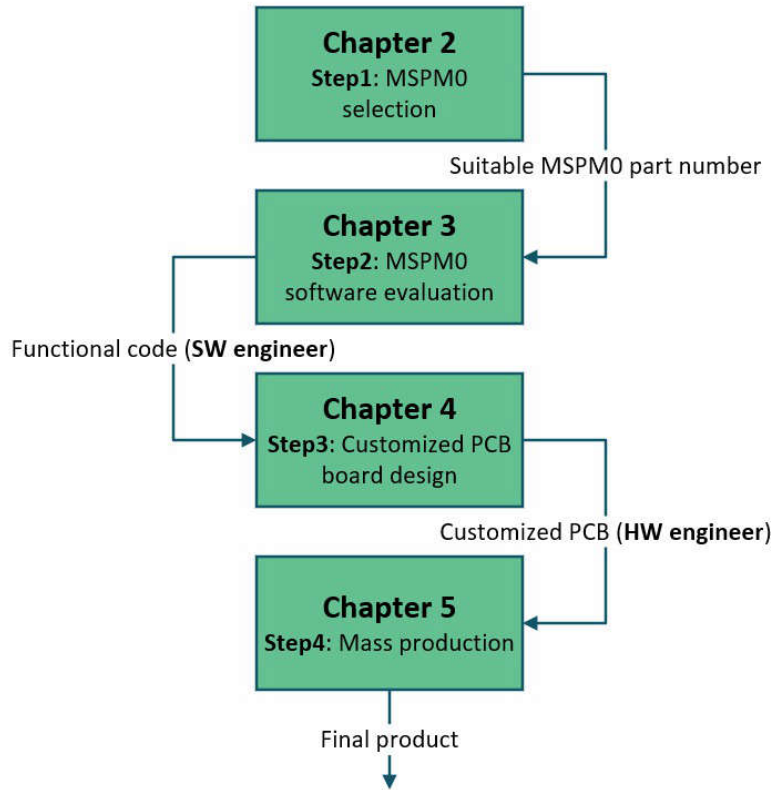 Chapter 2
Step1: MSPM0
selection
Suitable MSPM0 part number
Chapter 3
Step2: MSPM0
software evaluation
Functional code (SW engineer)
Chapter 4
Step3: Customized PCB
board design
Customized PCB (HW engineer)
Chapter 5
Step4: Mass production
Final product